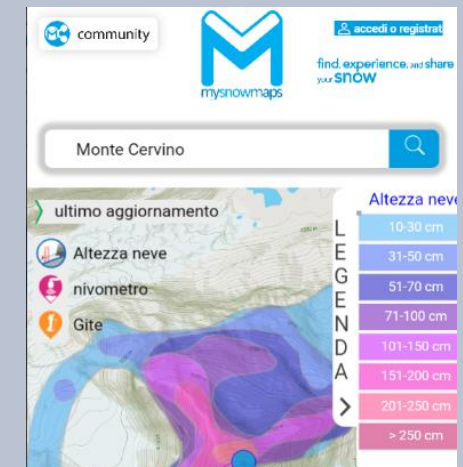 community
mysnowmaps
accedi o registrat
find, experience, and share
your snow
Monte Cervino
ultimo aggiornamento
Altezza neve
nivometro
Gite
LEGENDA
Altezza neve
10-30 cm
31-50 cm
51-70 cm
71-100 cm
101-150 cm
151-200 cm
201-250 cm
> 250 cm